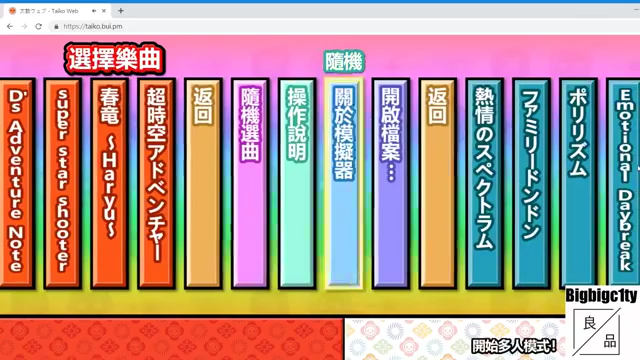 太鼓ウェブ - Taiko Web
https://taiko.bui.pm
選擇樂曲
隨機
D's Adventure Note
super star shooter
春竜 ～Haryu～
超時空アドベンチャー
返回
隨機選曲
操作說明
關於模擬器
開啟檔案...
返回
熱情のスペクトラム
ファミリードンドン
ポリリズム
Emotional Daybreak
Bigbigc1ty
良品
開始多人模式!